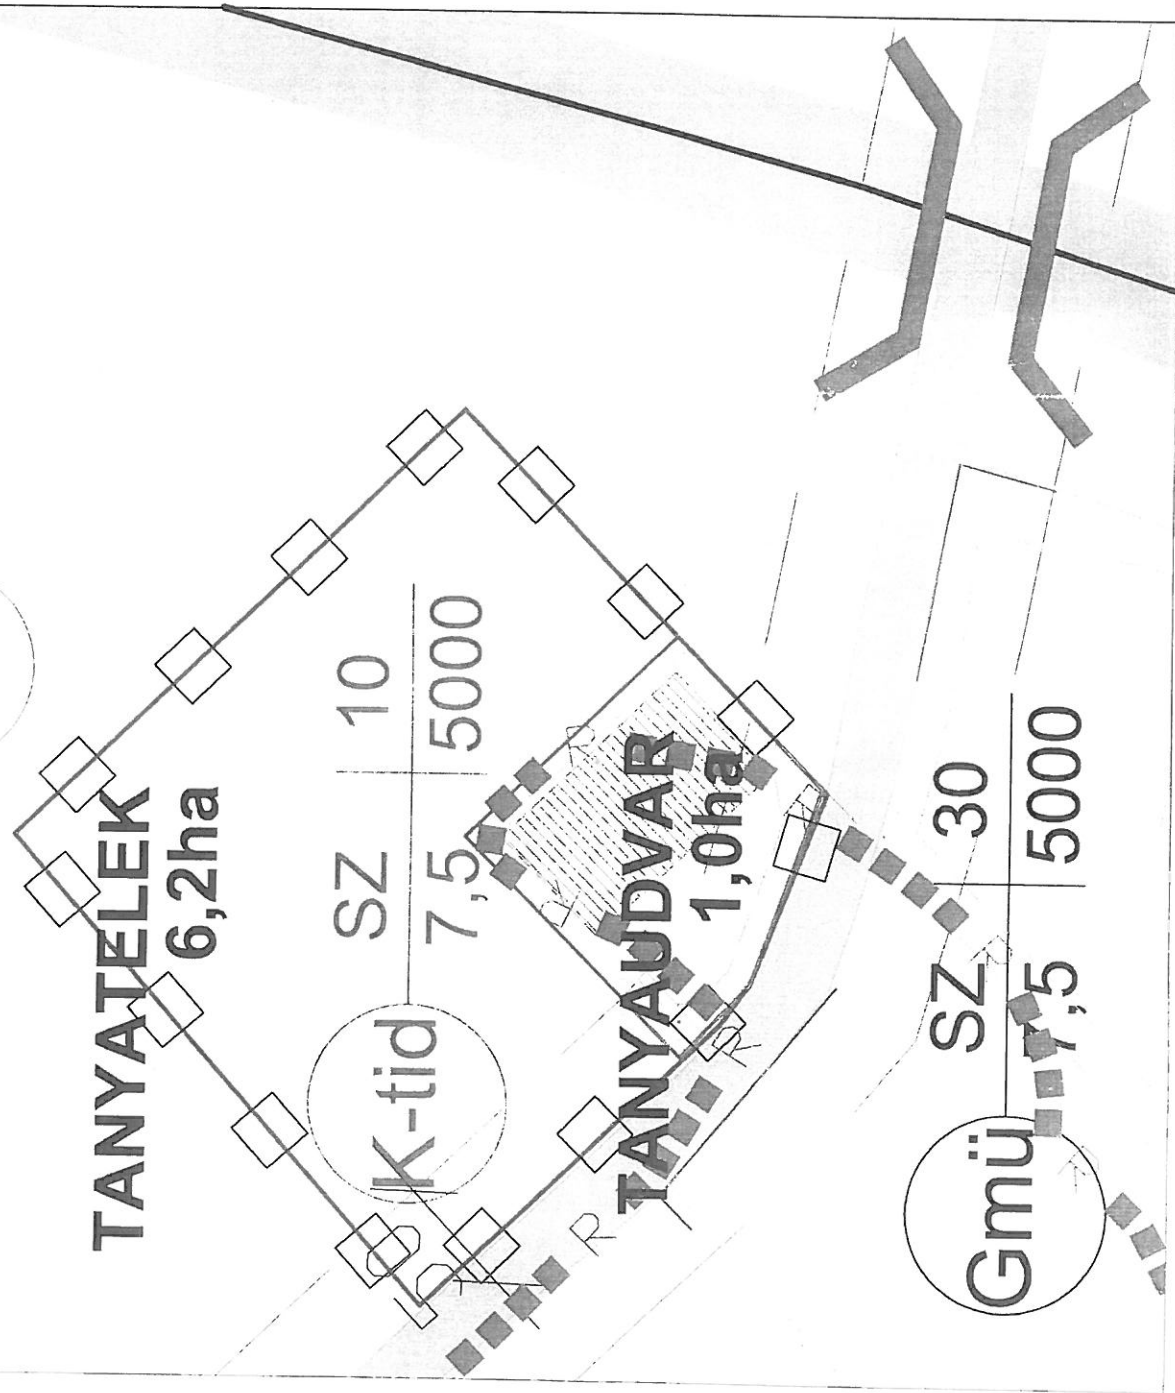 TANYATELEK
6,2ha
SZ 10
K-tid
7,5 5000
TANYAUDVAR
1,0ha
R
R
R
R
SZ 30
Gmü
7,5 5000
R
R